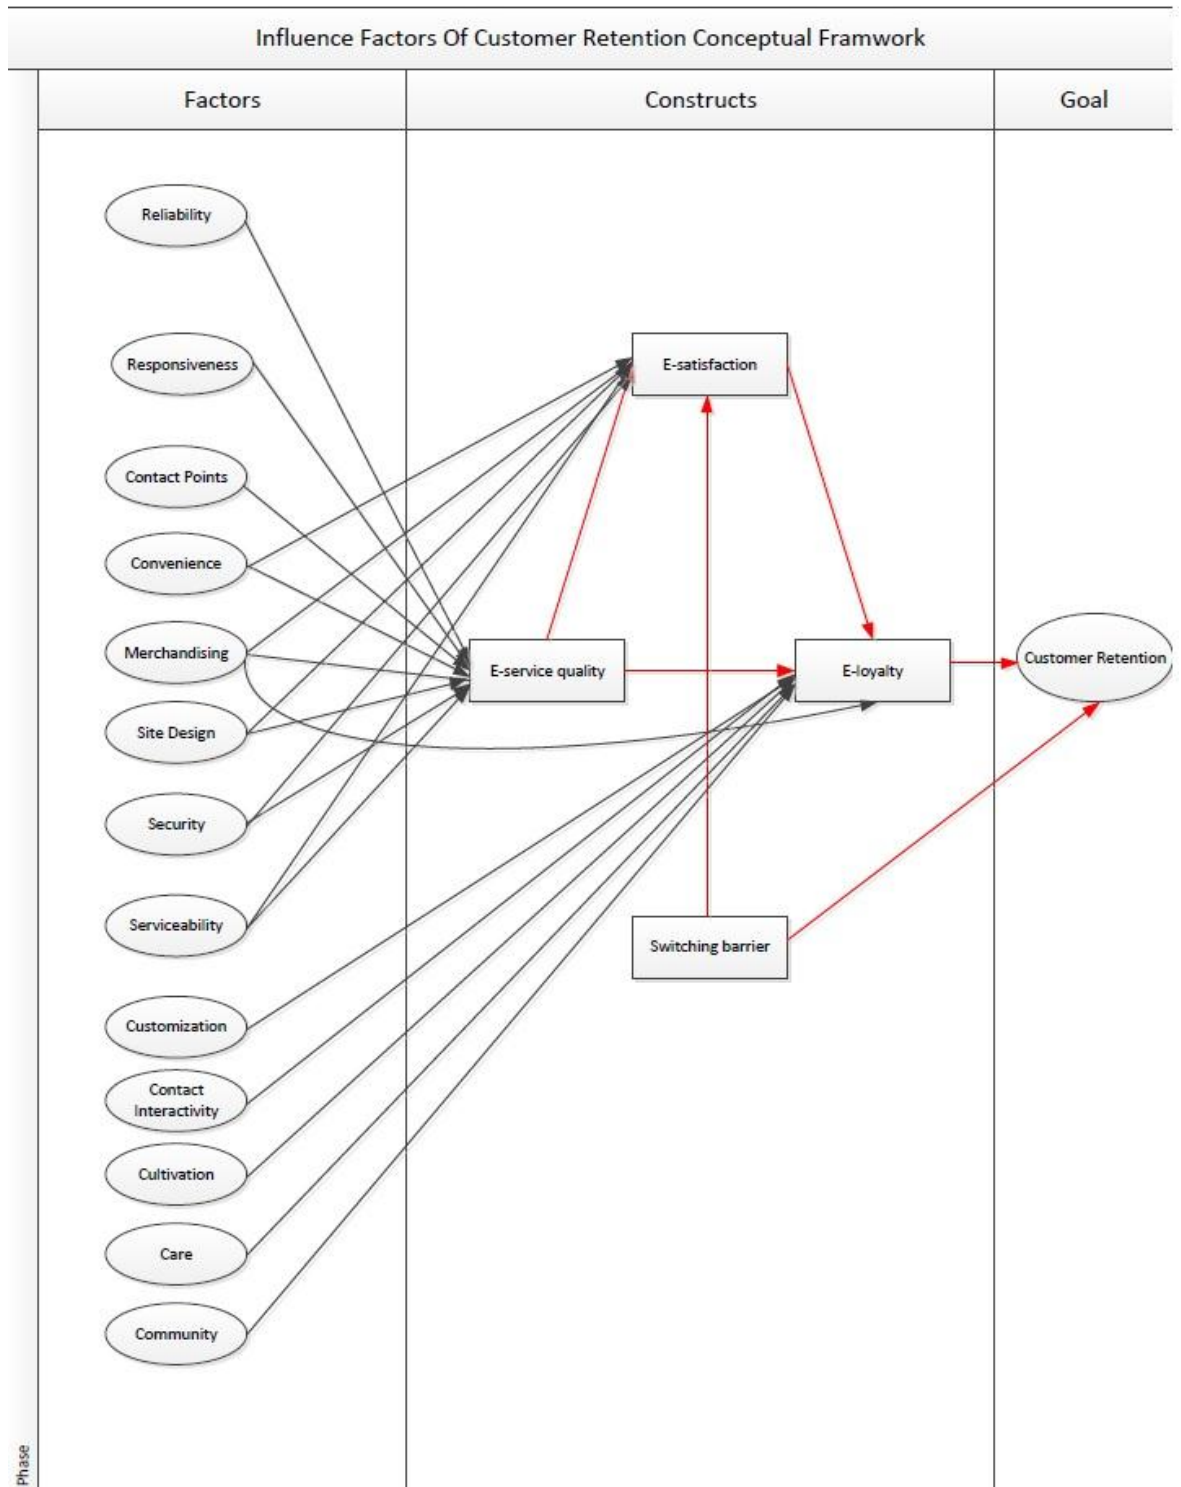 Influence Factors Of Customer Retention Conceptual Framwork
Factors
Constructs
Goal
Reliability
Responsiveness
E-satisfaction
Contact Points
Convenience
Merchandising
E-service quality
E-loyalty
Customer Retention
Site Design
Security
Serviceability
Switching barrier
Customization
Contact
Interactivity
Cultivation
Care
Community
Phase